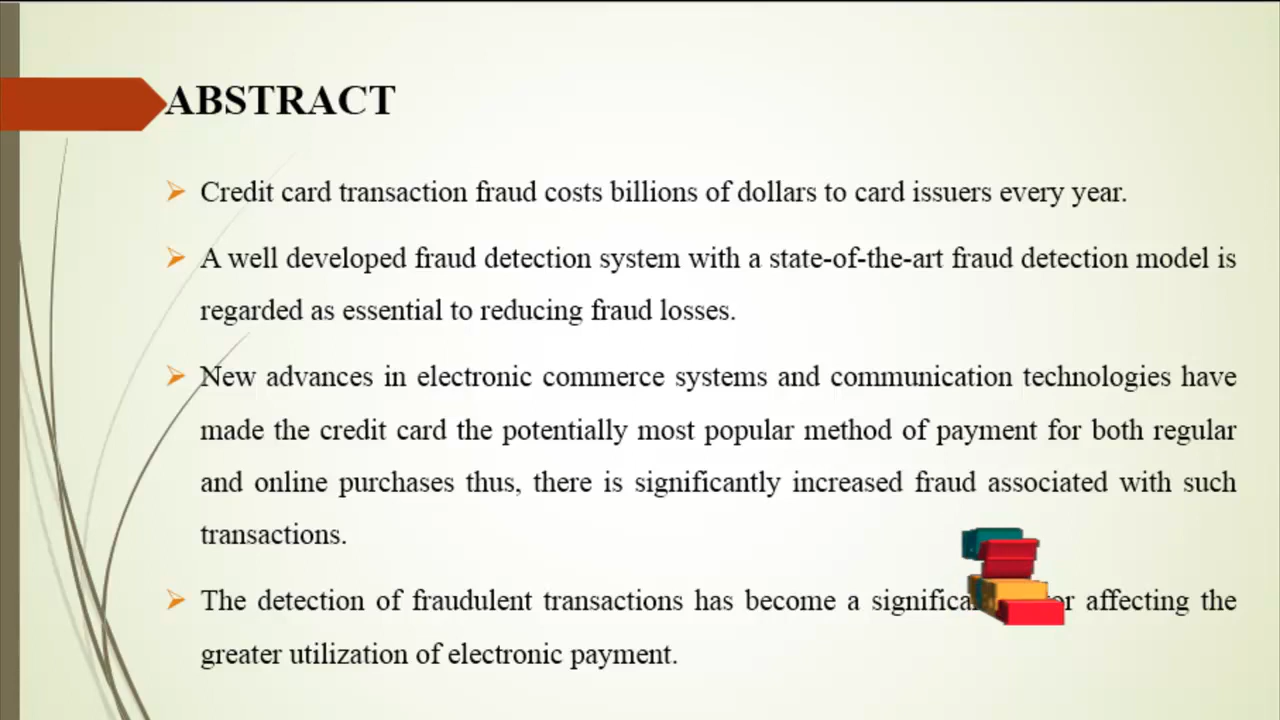 ABSTRACT
Credit card transaction fraud costs billions of dollars to card issuers every year.
A well developed fraud detection system with a state-of-the-art fraud detection model is
regarded as essential to reducing fraud losses.
New advances in electronic commerce systems and communication technologies have
made the credit card the potentially most popular method of payment for both regular
and online purchases thus, there is significantly increased fraud associated with such
transactions.
The detection of fraudulent transactions has become a affecting the
greater utilization of electronic payment.